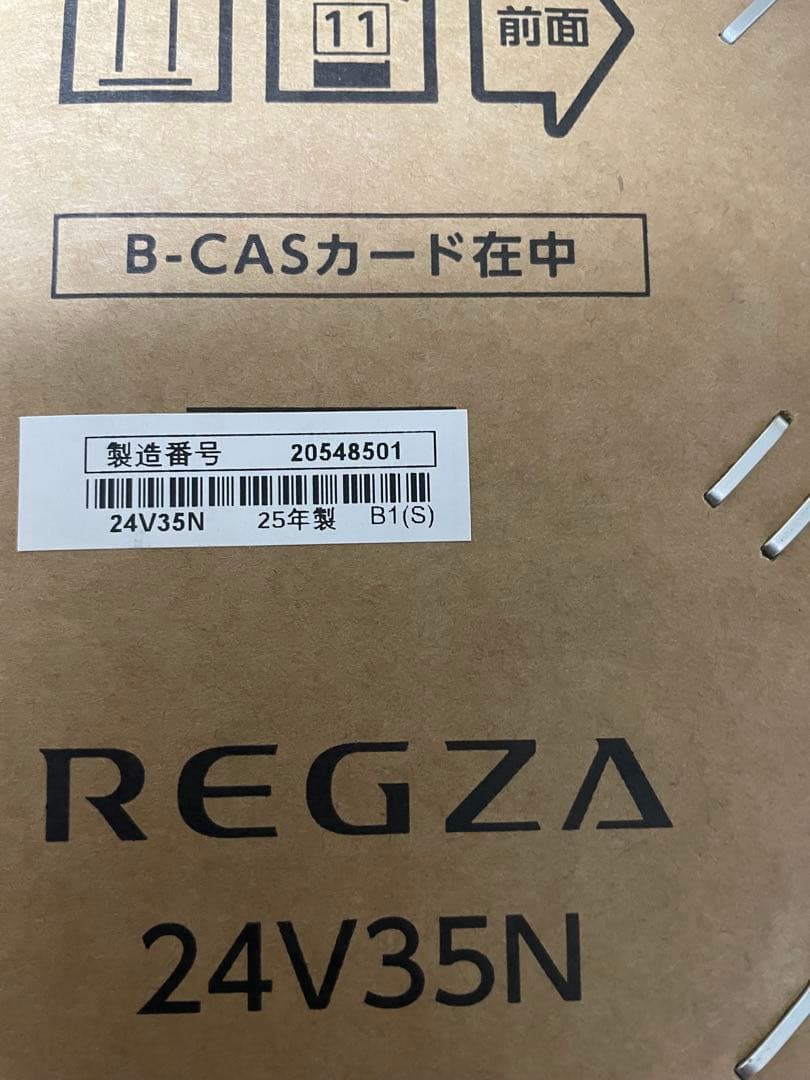 11
前面
B-CASカード在中
製造番号 20548501
24V35N 25年製 B1(S)
REGZA
24V35N